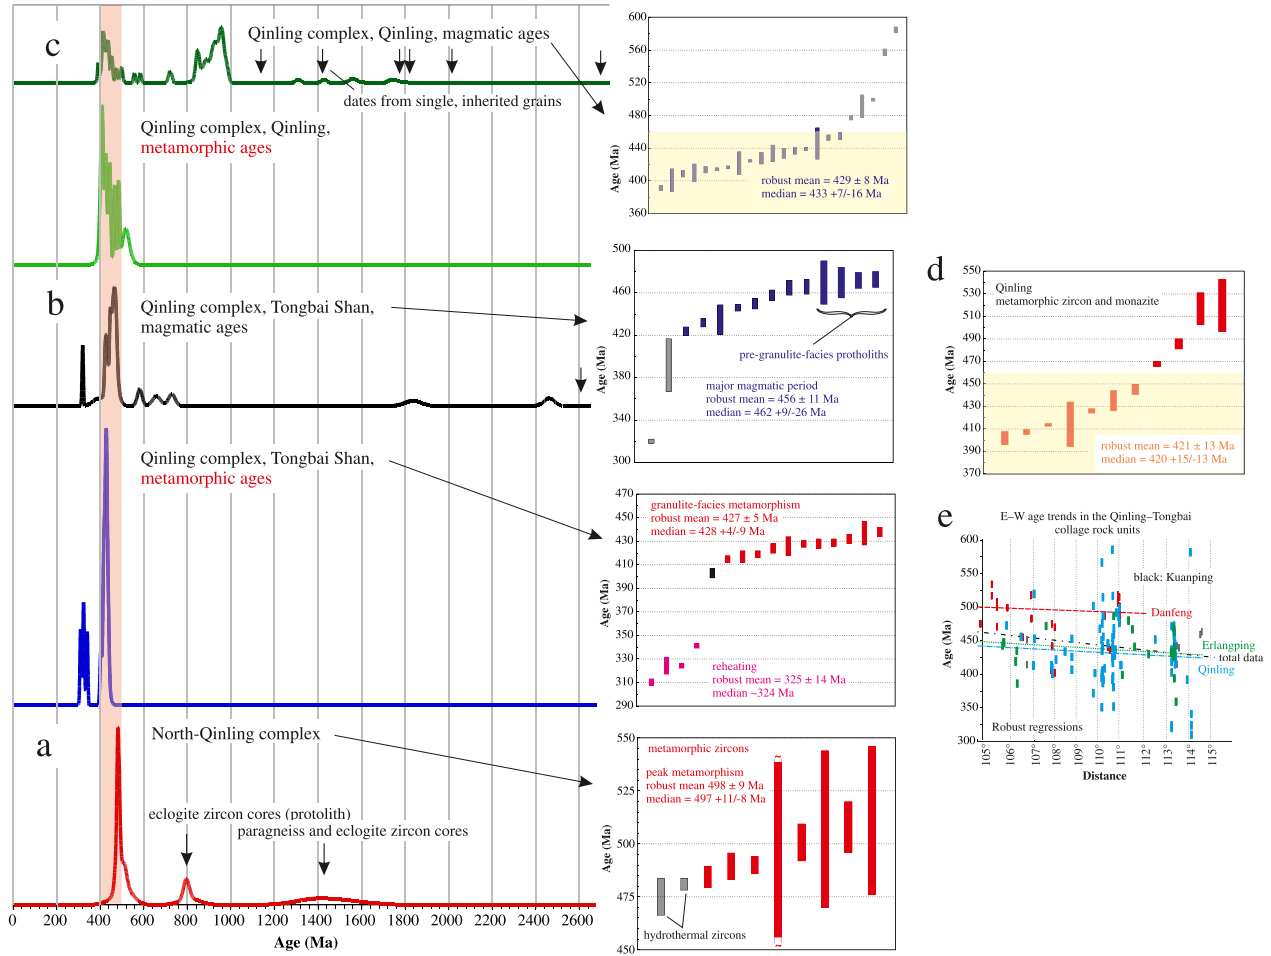 c
Qinling complex, Qinling, magmatic ages
dates from single, inherited grains
Qinling complex, Qinling,
metamorphic ages
b
Qinling complex, Tongbai Shan,
magmatic ages
Qinling complex, Tongbai Shan,
metamorphic ages
a
North-Qinling complex
eclogite zircon cores (protolith)
paragneiss and eclogite zircon cores
0 200 400 600 800 1000 1200 1400 1600 1800 2000 2200 2400 2600
Age (Ma)
600
560
520
480
440
400
360
Age (Ma)
robust mean = 429 ± 8 Ma
median = 433 +7/-16 Ma
500
460
420
380
340
300
Age (Ma)
pre-granulite-facies protholiths
major magmatic period
robust mean = 456 ± 11 Ma
median = 462 +9/-26 Ma
470
450
430
410
390
370
350
330
310
290
Age (Ma)
granulite-facies metamorphism
robust mean = 427 ± 5 Ma
median = 428 +4/-9 Ma
reheating
robust mean = 325 ± 14 Ma
median ~324 Ma
550
525
500
475
450
Age (Ma)
metamorphic zircons
peak metamorphism
robust mean 498 ± 9 Ma
median = 497 +11/-8 Ma
~
~
hydrothermal zircons
d
550
530
510
490
470
450
430
410
390
370
Age (Ma)
Qinling
metamorphic zircon and monazite
robust mean = 421 ± 13 Ma
median = 420 +15/-13 Ma
e
E–W age trends in the Qinling–Tongbai
collage rock units
600
550
500
450
400
350
300
Age (Ma)
black: Kuanping
Danfeng
Erlangping
total data
Qinling
Robust regressions
105° 106° 107° 108° 109° 110° 111° 112° 113° 114° 115°
Distance